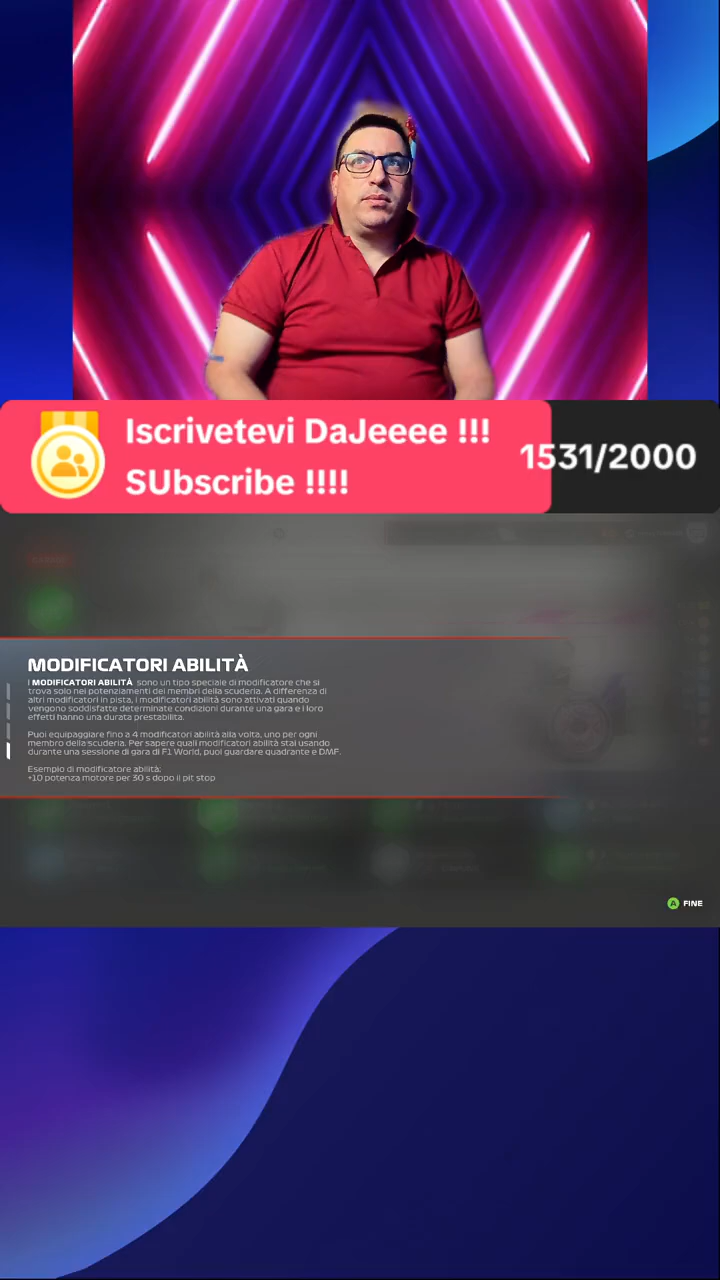 Iscrivetevi DaJeeee !!!
SUbscribe !!!!
1531/2000
MODIFICATORI ABILITÀ
I MODIFICATORI ABILITÀ sono un tipo speciale di modificatore che si
trova solo nei potenziamenti dei membri della scuderia. A differenza di
altri modificatori in pista, i modificatori abilità sono attivati quando
vengono soddisfatte determinate condizioni durante una gara e i loro
effetti hanno una durata prestabilita.
Puoi equipaggiare fino a 4 modificatori abilità alla volta, uno per ogni
membro della scuderia. Per sapere quali modificatori abilità stai usando
durante una sessione di gara di F1 World, puoi guardare quadrante e DMF.
Esempio di modificatore abilità:
+10 potenza motore per 30 s dopo il pit stop
A FINE